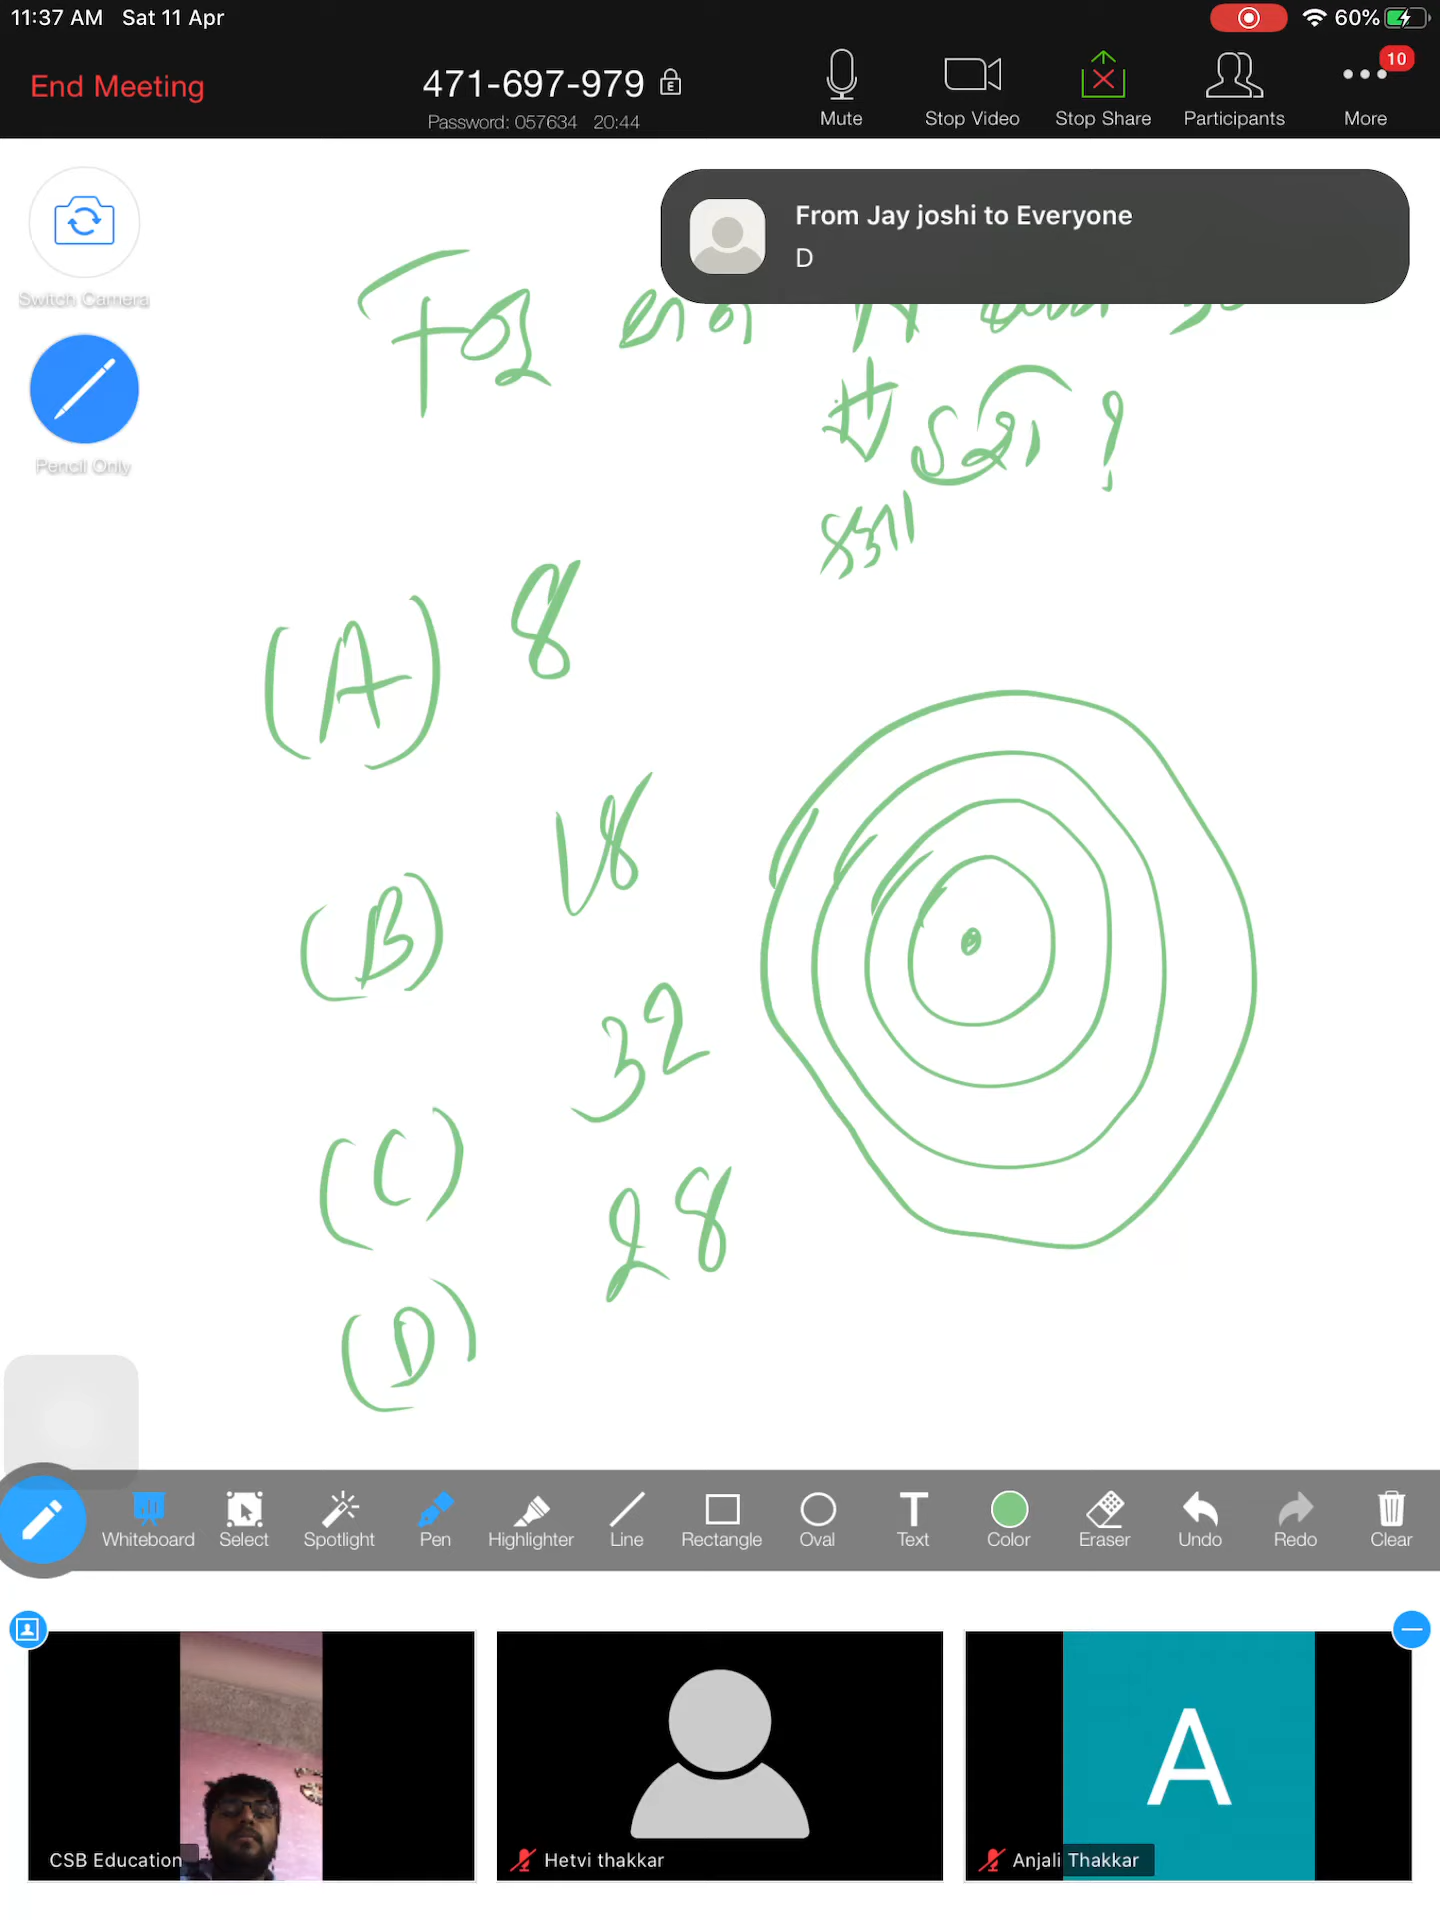 11:37 AM Sat 11 Apr
60%
End Meeting
471-697-979
Password: 057634 20:44
Mute
Stop Video
Stop Share
Participants
10
More
Switch Camera
Pencil Only
From Jay joshi to Everyone
D
(A) 8
(B) 18
(C) 32
(D) 28
Whiteboard
Select
Spotlight
Pen
Highlighter
Line
Rectangle
Oval
Text
Color
Eraser
Undo
Redo
Clear
CSB Education
Hetvi thakkar
A
Anjali Thakkar